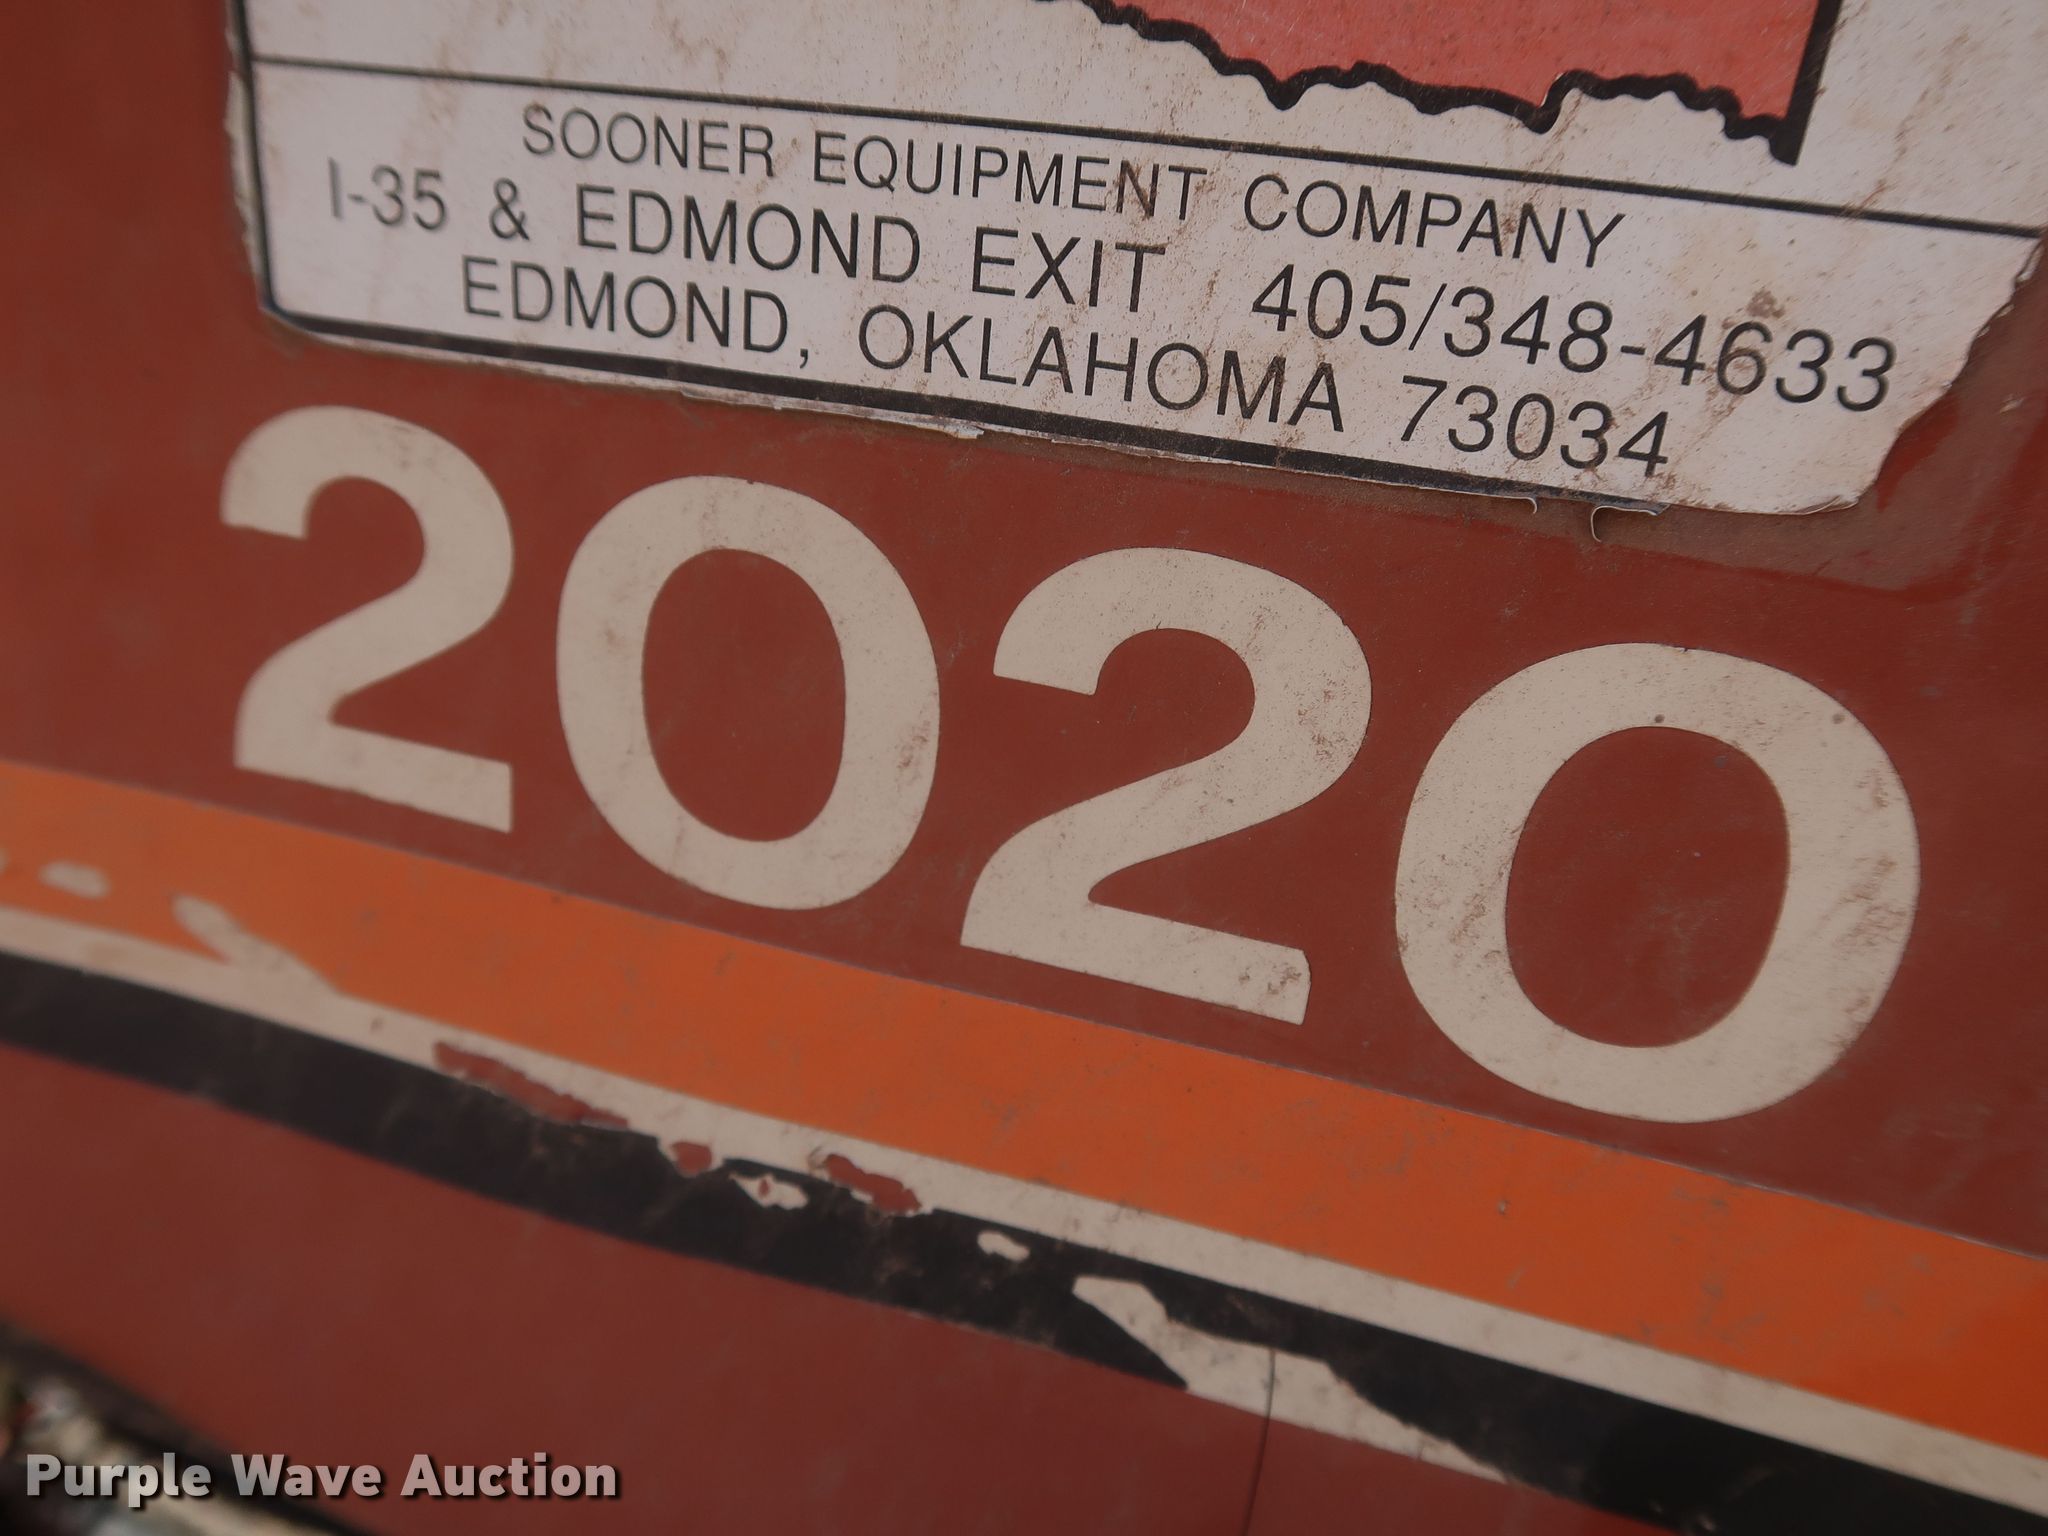 SOONER EQUIPMENT COMPANY
I-35 & EDMOND EXIT 405/348-4633
EDMOND, OKLAHOMA 73034
2020
Purple Wave Auction